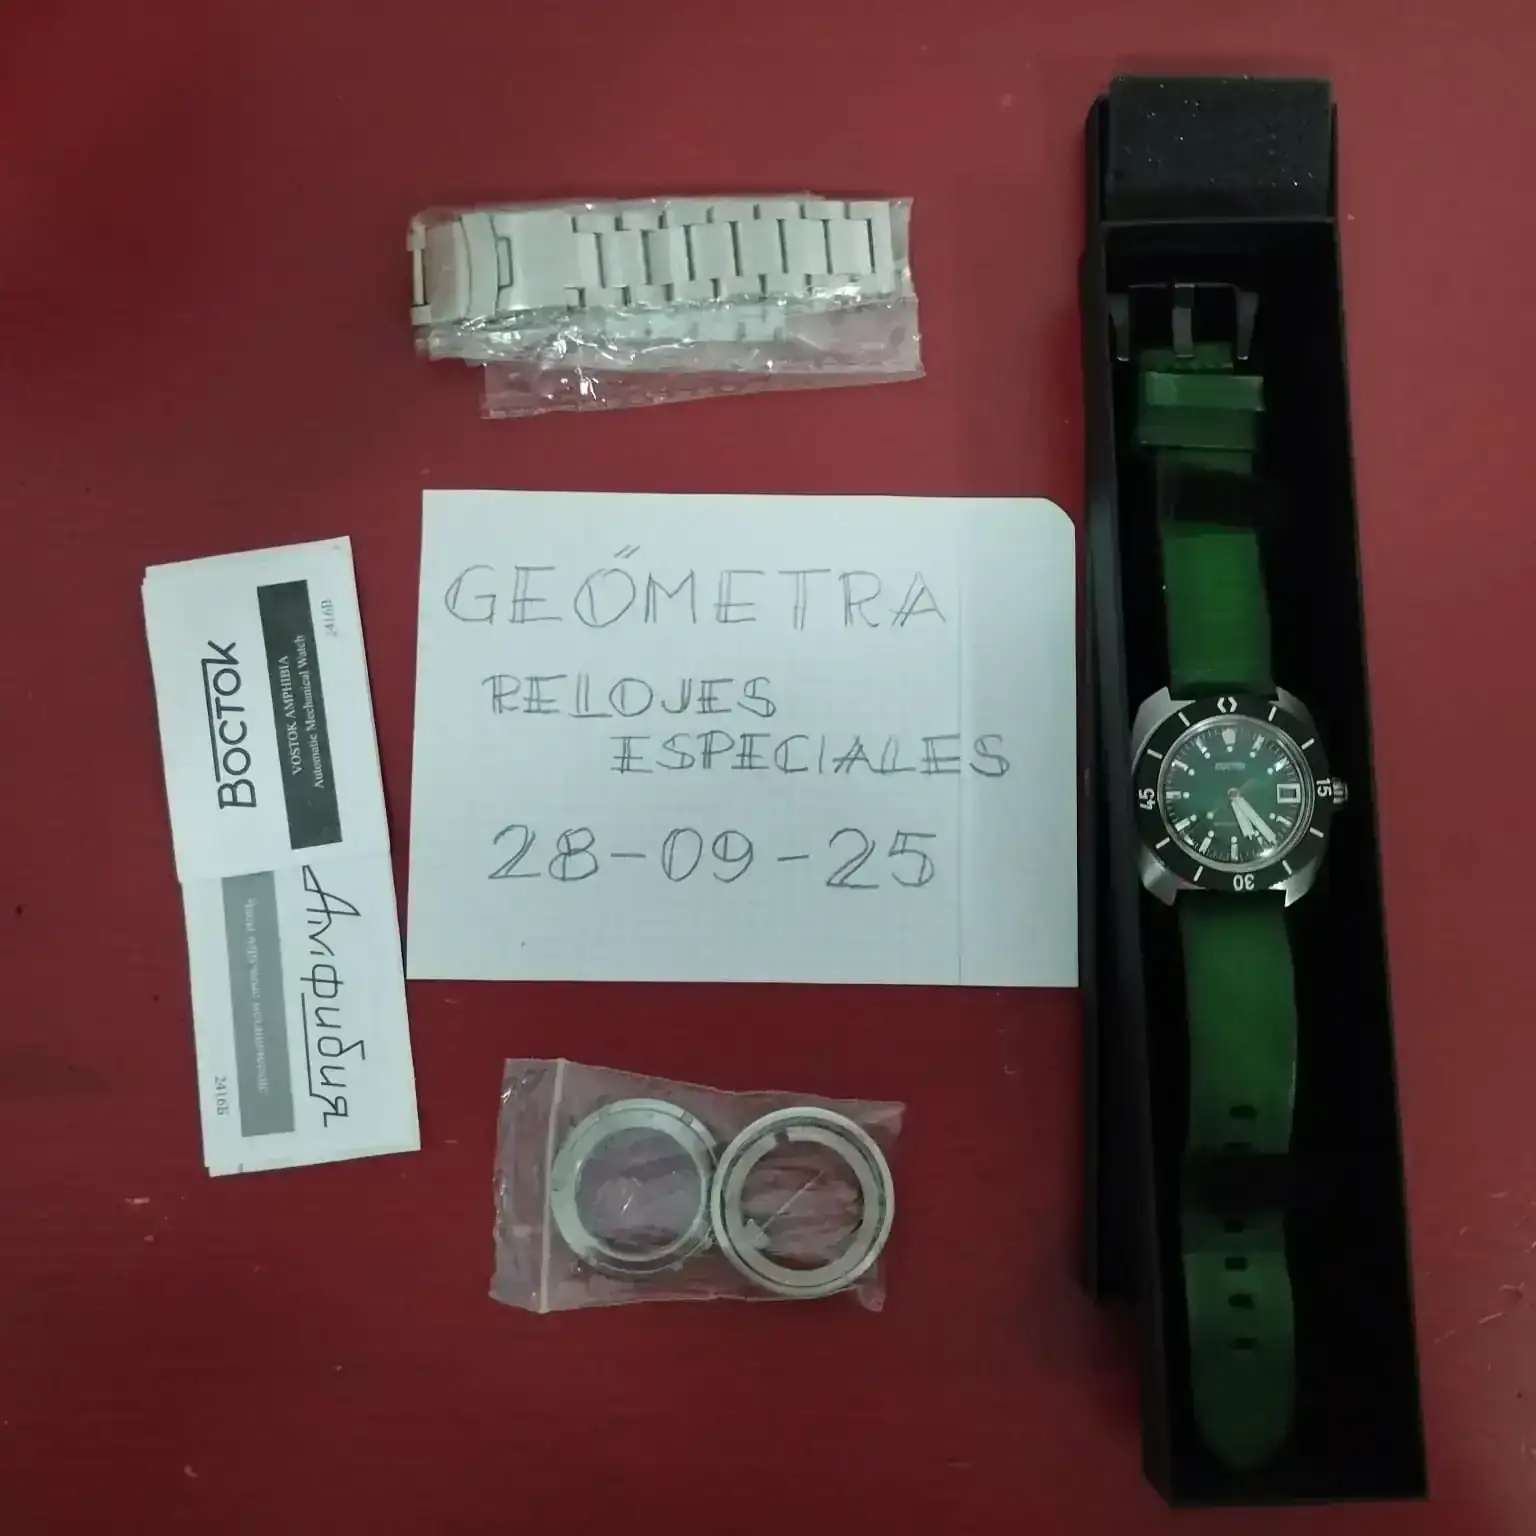 GEŐMETRA
RELOJES
ESPECIALES
28-09-25
ВОСТОК
VOSTOK AMPHIBIA
Automatic Mechanical Watch
2416B
Амфибия
2416Б
45
15
30